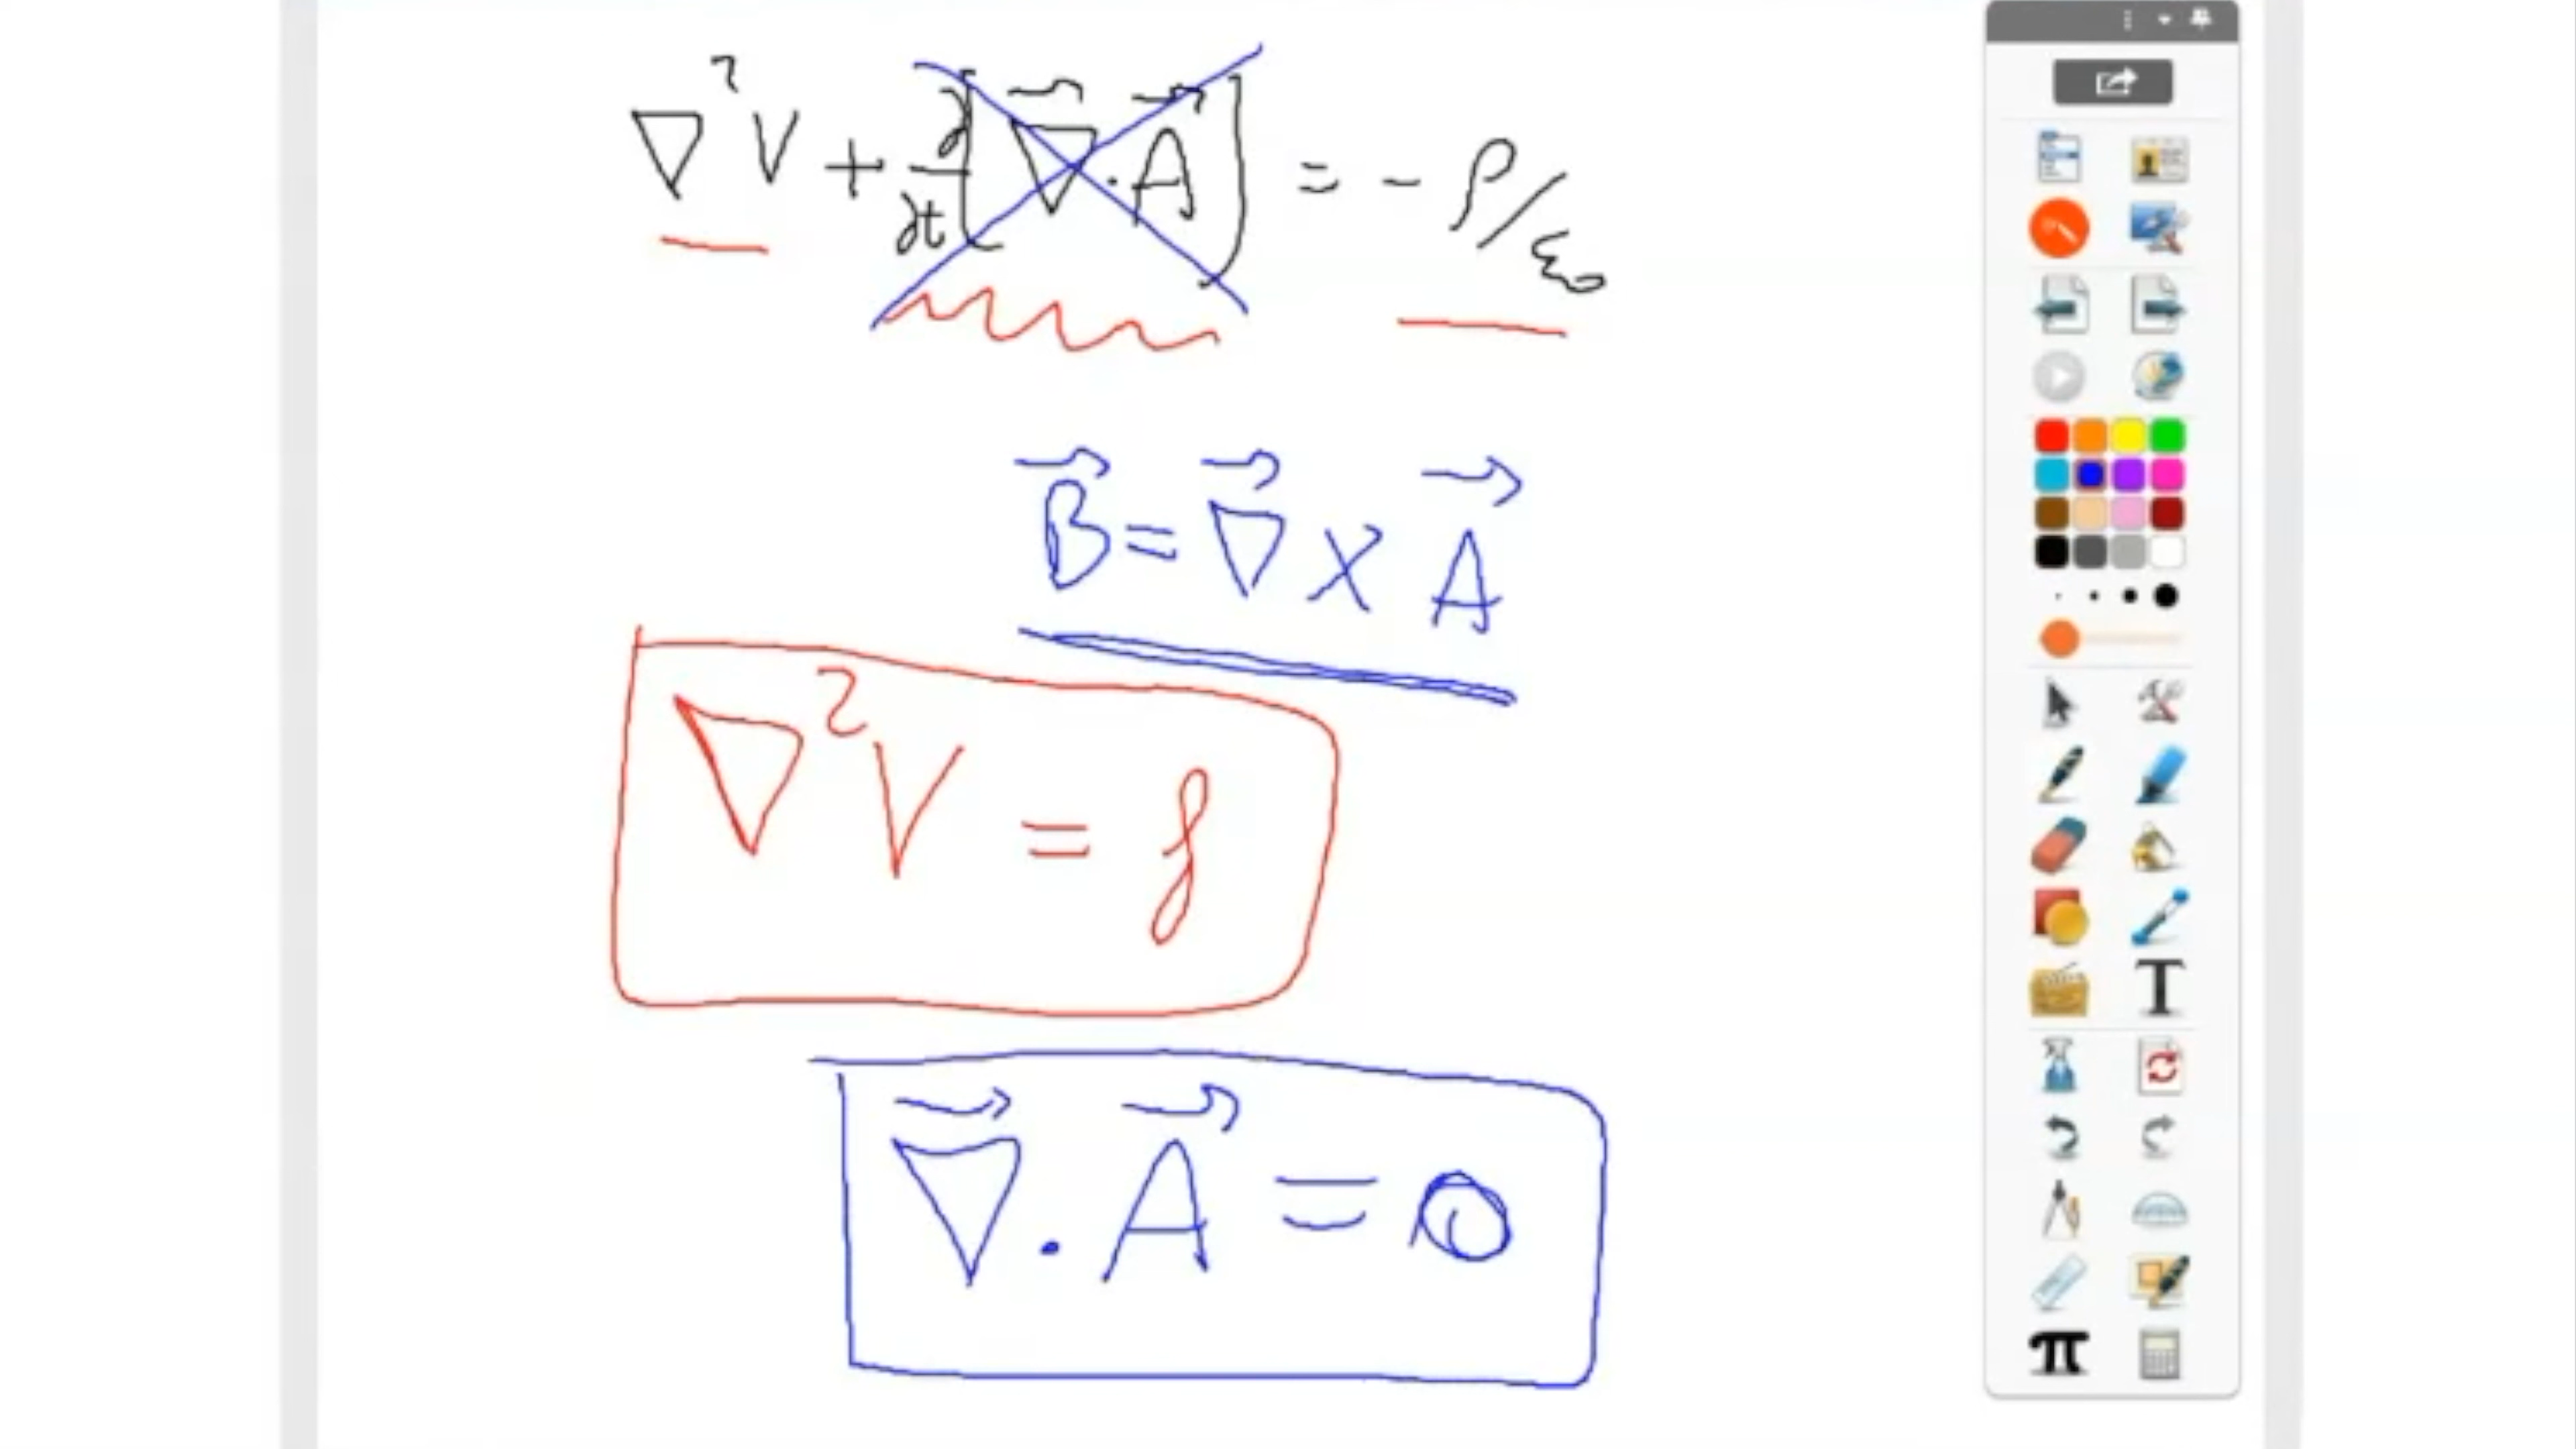 ∇²V + ∂/∂t [∇⃗ · A⃗] = - ρ/ε₀
B⃗ = ∇⃗ × A⃗
∇²V = f
∇⃗ · A⃗ = 0
T
π